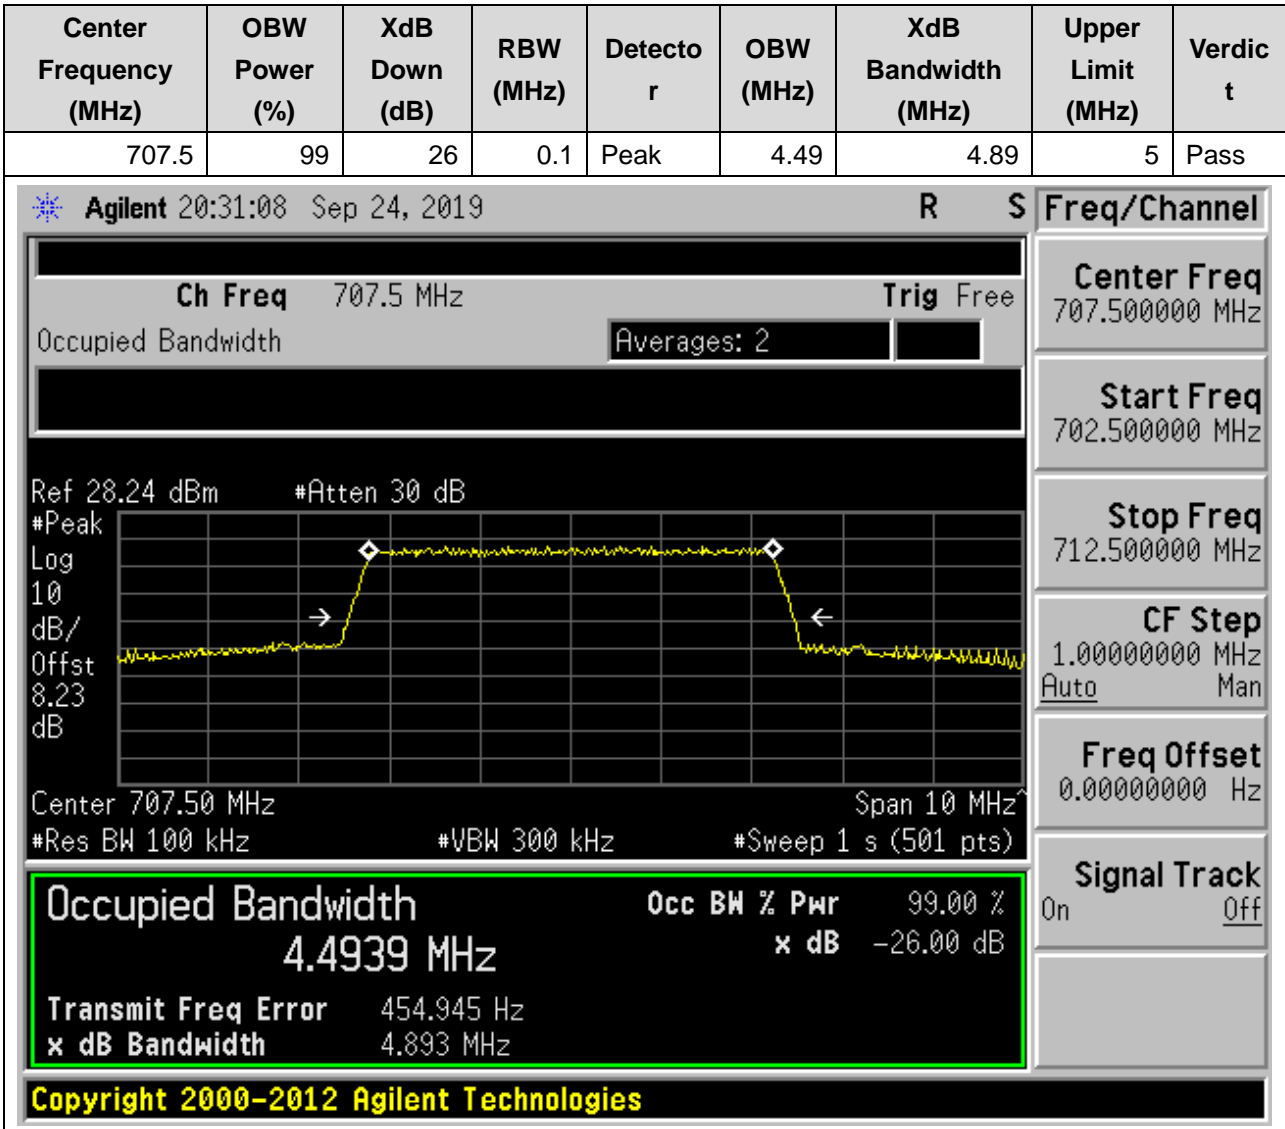 Center Frequency (MHz) OBW Power (%) XdB Down (dB) RBW (MHz) Detector OBW (MHz) XdB Bandwidth (MHz) Upper Limit (MHz) Verdict
707.5 99 26 0.1 Peak 4.49 4.89 5 Pass
Agilent 20:31:08 Sep 24, 2019 R S
Freq/Channel
Ch Freq 707.5 MHz Trig Free
Occupied Bandwidth Averages: 2
Ref 28.24 dBm #Atten 30 dB
#Peak
Log
10
dB/
Offst
8.23
dB
Center 707.50 MHz Span 10 MHz^
#Res BW 100 kHz #VBW 300 kHz #Sweep 1 s (501 pts)
Occupied Bandwidth Occ BW % Pwr 99.00 %
4.4939 MHz x dB -26.00 dB
Transmit Freq Error 454.945 Hz
x dB Bandwidth 4.893 MHz
Center Freq
707.500000 MHz
Start Freq
702.500000 MHz
Stop Freq
712.500000 MHz
CF Step
1.00000000 MHz
Auto Man
Freq Offset
0.00000000 Hz
Signal Track
On Off
Copyright 2000-2012 Agilent Technologies